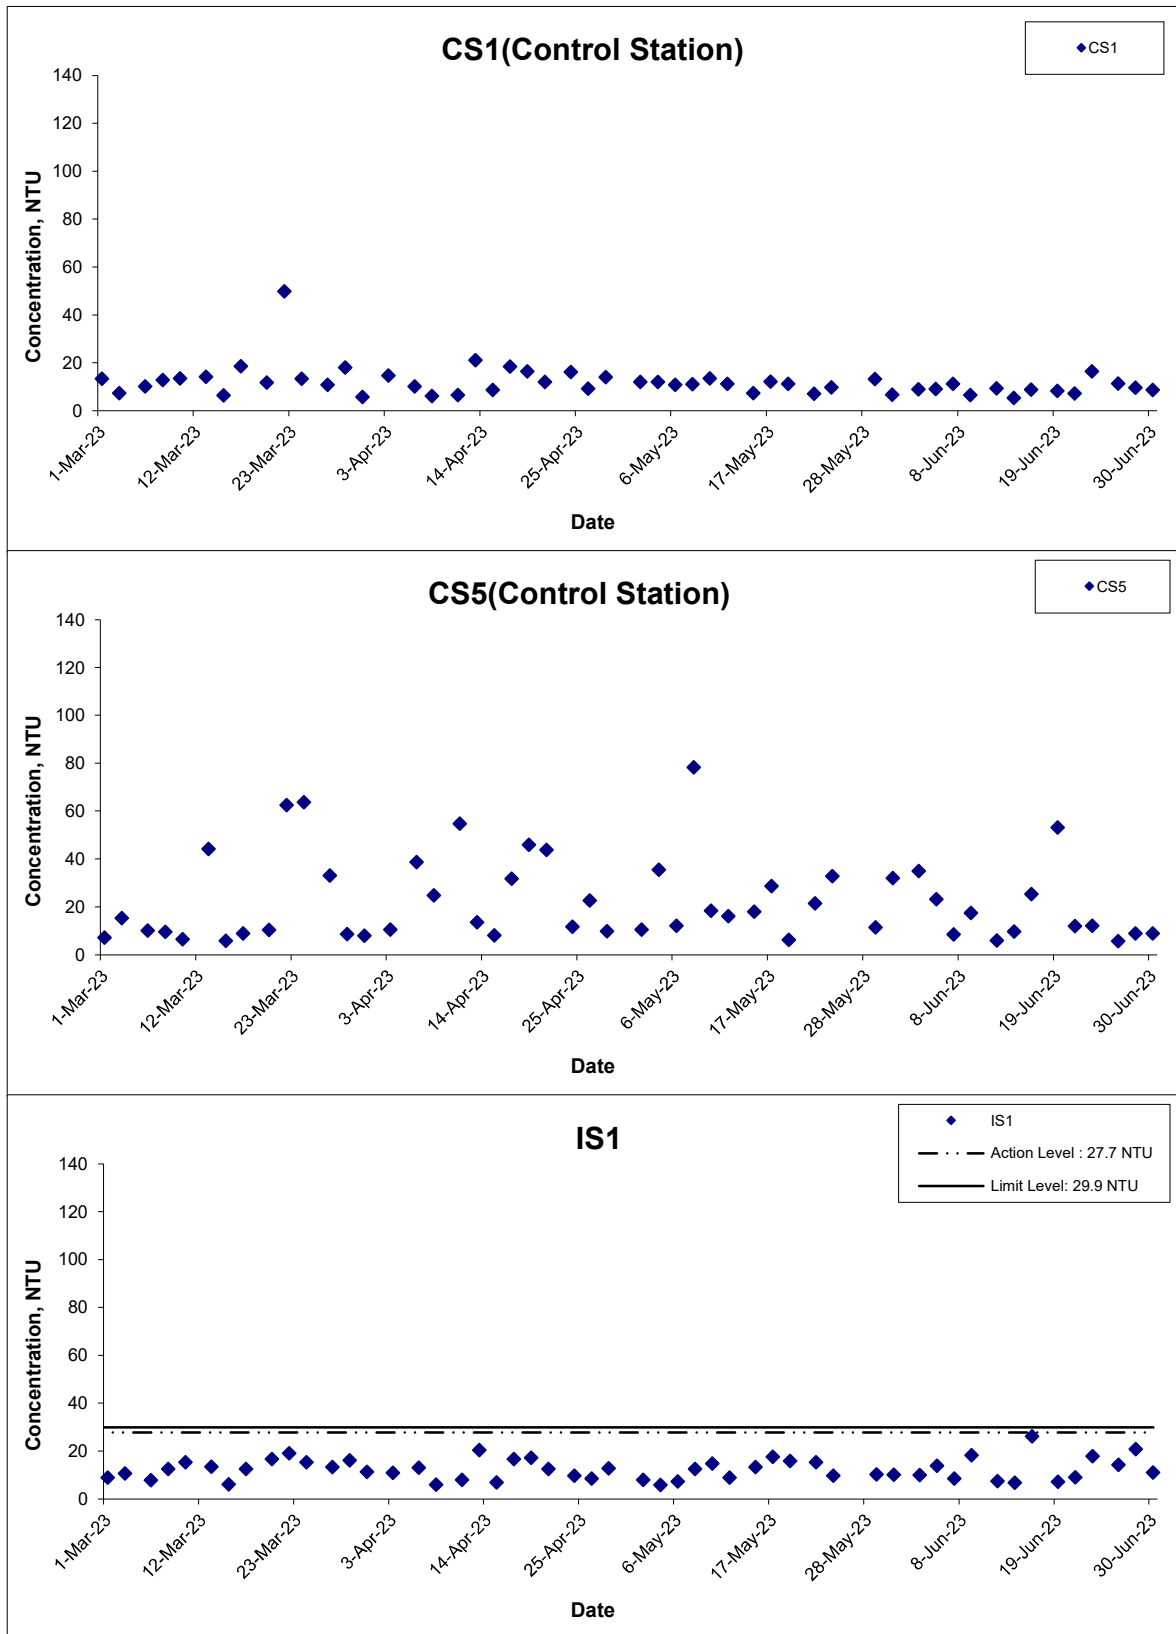 CS1(Control Station)
CS1
140
120
100
80
60
40
20
0
Concentration, NTU
1-Mar-23
12-Mar-23
23-Mar-23
3-Apr-23
14-Apr-23
25-Apr-23
6-May-23
17-May-23
28-May-23
8-Jun-23
19-Jun-23
30-Jun-23
Date
CS5(Control Station)
CS5
140
120
100
80
60
40
20
0
Concentration, NTU
1-Mar-23
12-Mar-23
23-Mar-23
3-Apr-23
14-Apr-23
25-Apr-23
6-May-23
17-May-23
28-May-23
8-Jun-23
19-Jun-23
30-Jun-23
Date
IS1
IS1
Action Level : 27.7 NTU
Limit Level: 29.9 NTU
140
120
100
80
60
40
20
0
Concentration, NTU
1-Mar-23
12-Mar-23
23-Mar-23
3-Apr-23
14-Apr-23
25-Apr-23
6-May-23
17-May-23
28-May-23
8-Jun-23
19-Jun-23
30-Jun-23
Date